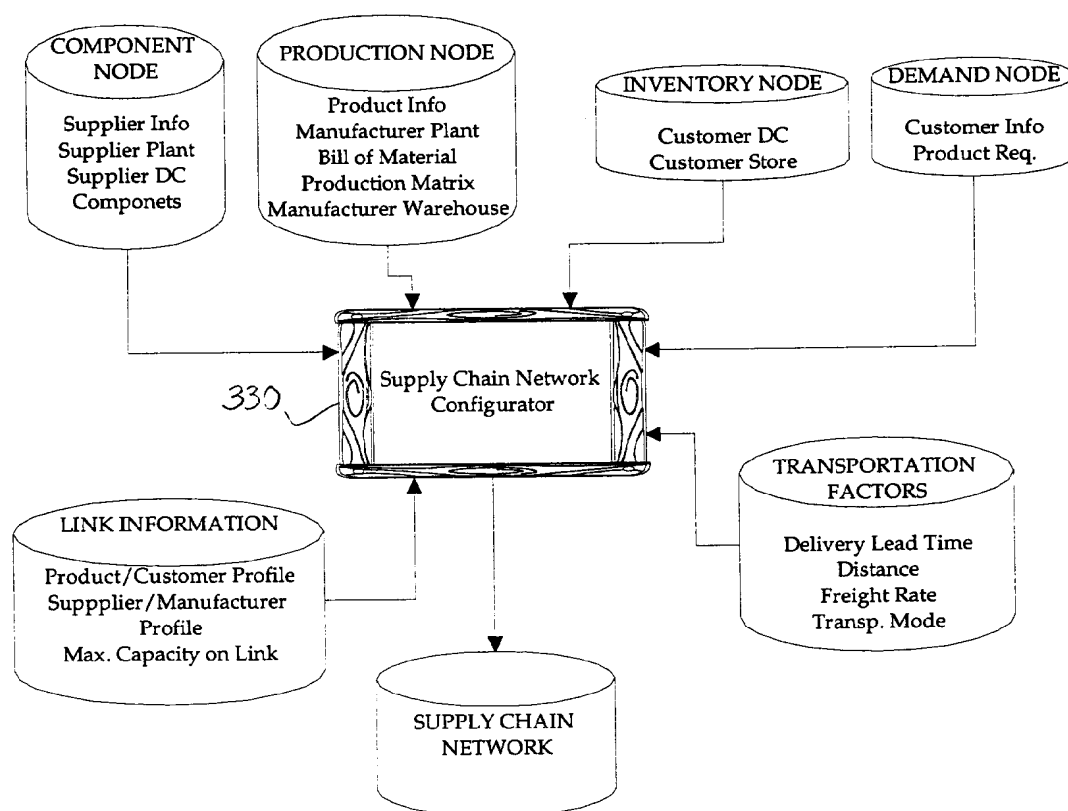 COMPONENT
NODE
Supplier Info
Supplier Plant
Supplier DC
Componets
PRODUCTION NODE
Product Info
Manufacturer Plant
Bill of Material
Production Matrix
Manufacturer Warehouse
INVENTORY NODE
Customer DC
Customer Store
DEMAND NODE
Customer Info
Product Req.
330
Supply Chain Network
Configurator
LINK INFORMATION
Product/Customer Profile
Suppplier/Manufacturer
Profile
Max. Capacity on Link
TRANSPORTATION
FACTORS
Delivery Lead Time
Distance
Freight Rate
Transp. Mode
SUPPLY CHAIN
NETWORK